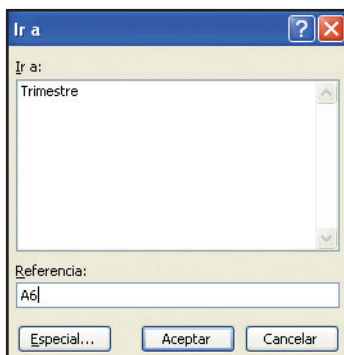 Ir a
Ir a:
Trimestre
Referencia:
A6
Especial... Aceptar Cancelar